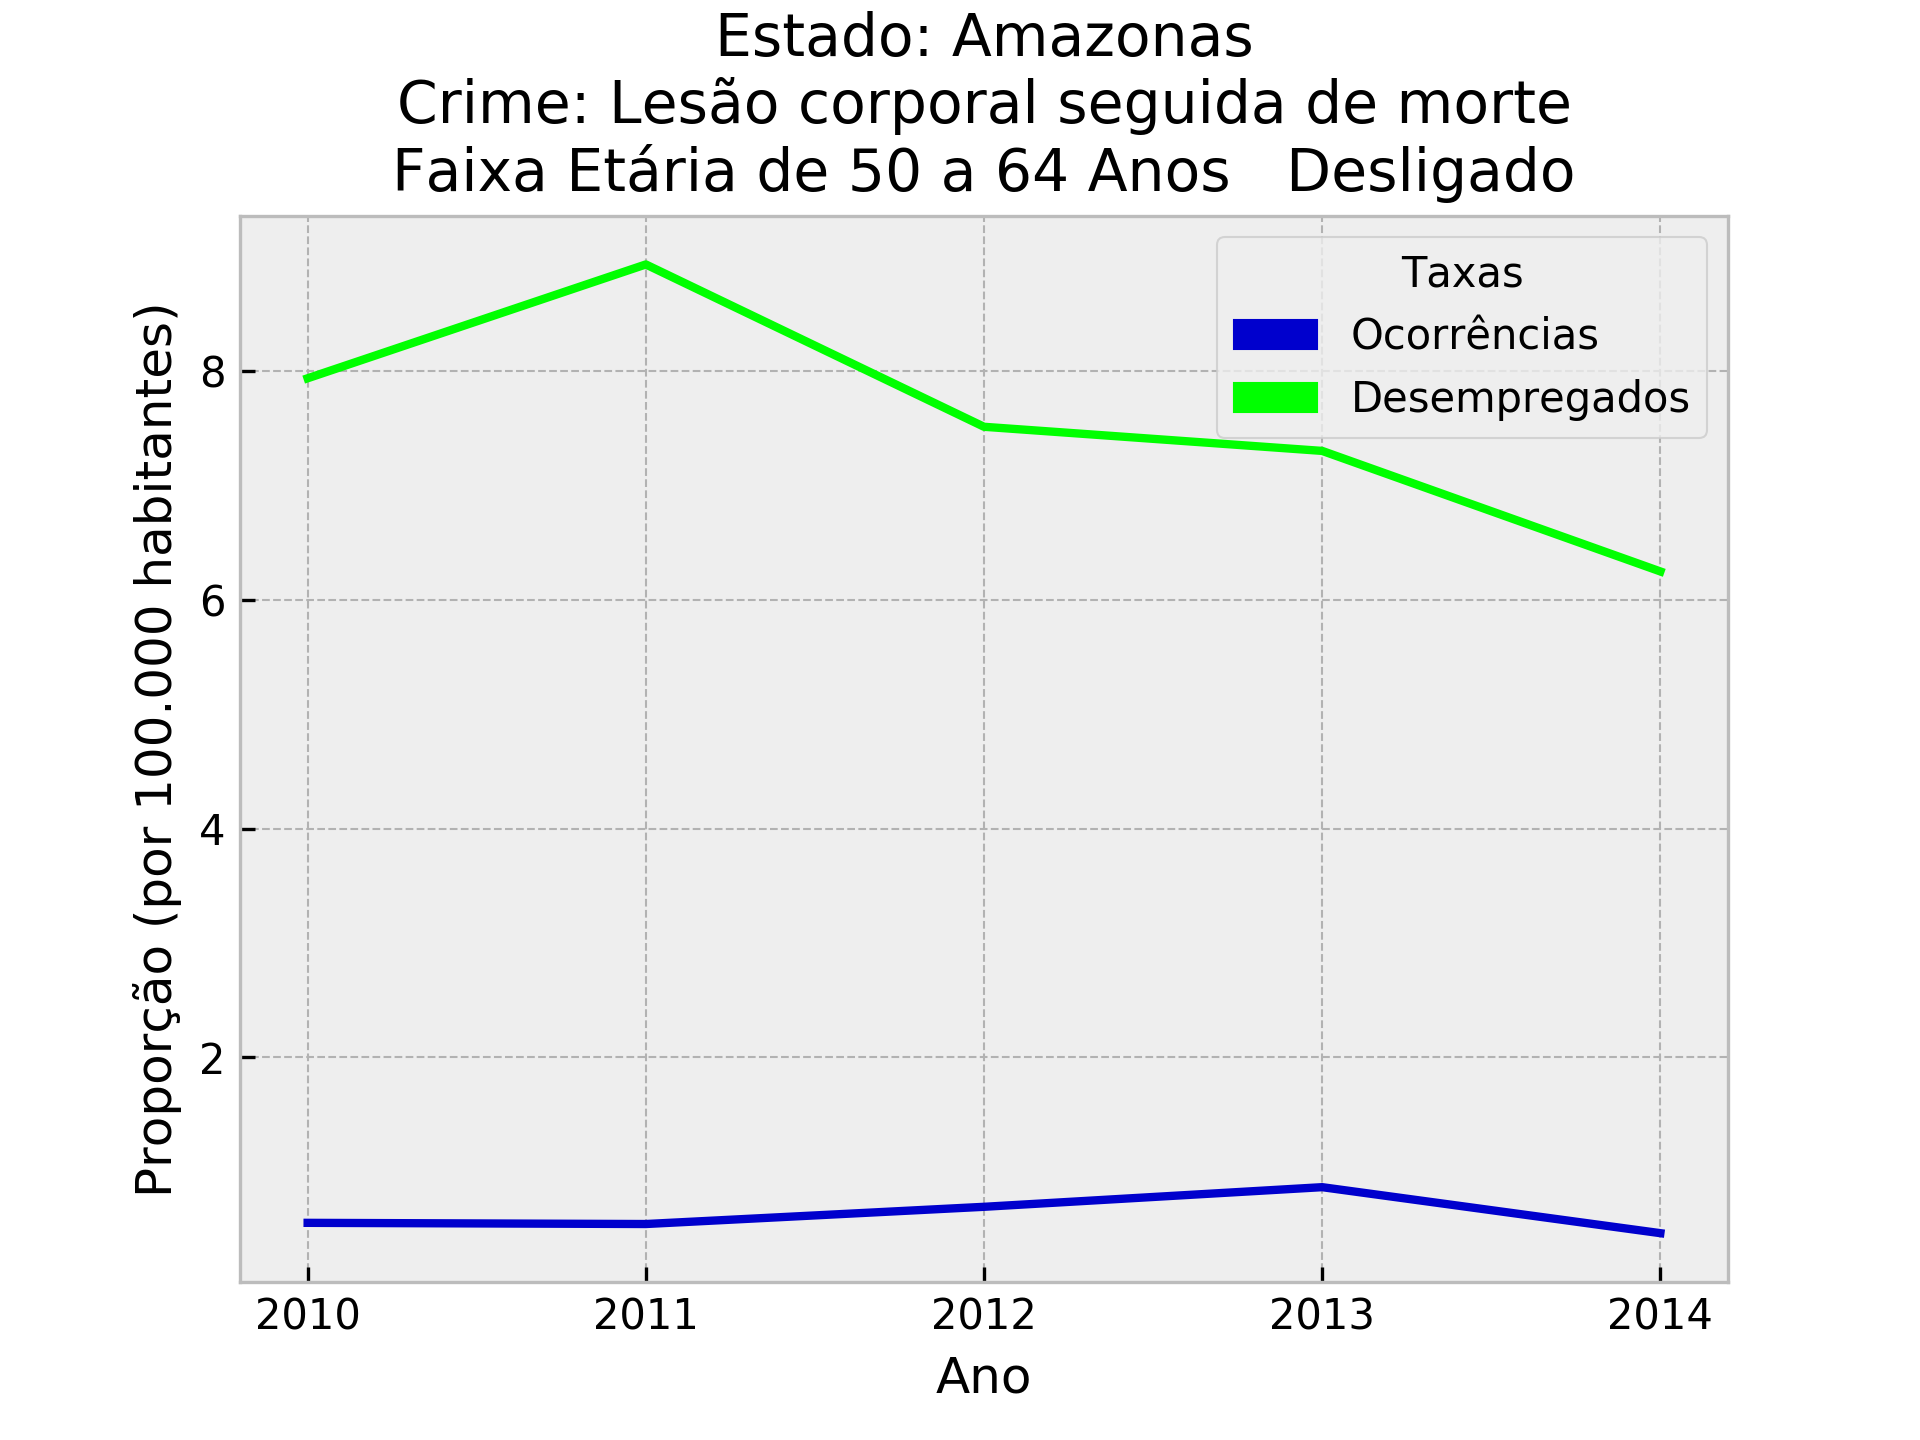 Estado: Amazonas
Crime: Lesão corporal seguida de morte
Faixa Etária de 50 a 64 Anos   Desligado
Taxas
Ocorrências
Desempregados
Proporção (por 100.000 habitantes)
8
6
4
2
2010
2011
2012
2013
2014
Ano